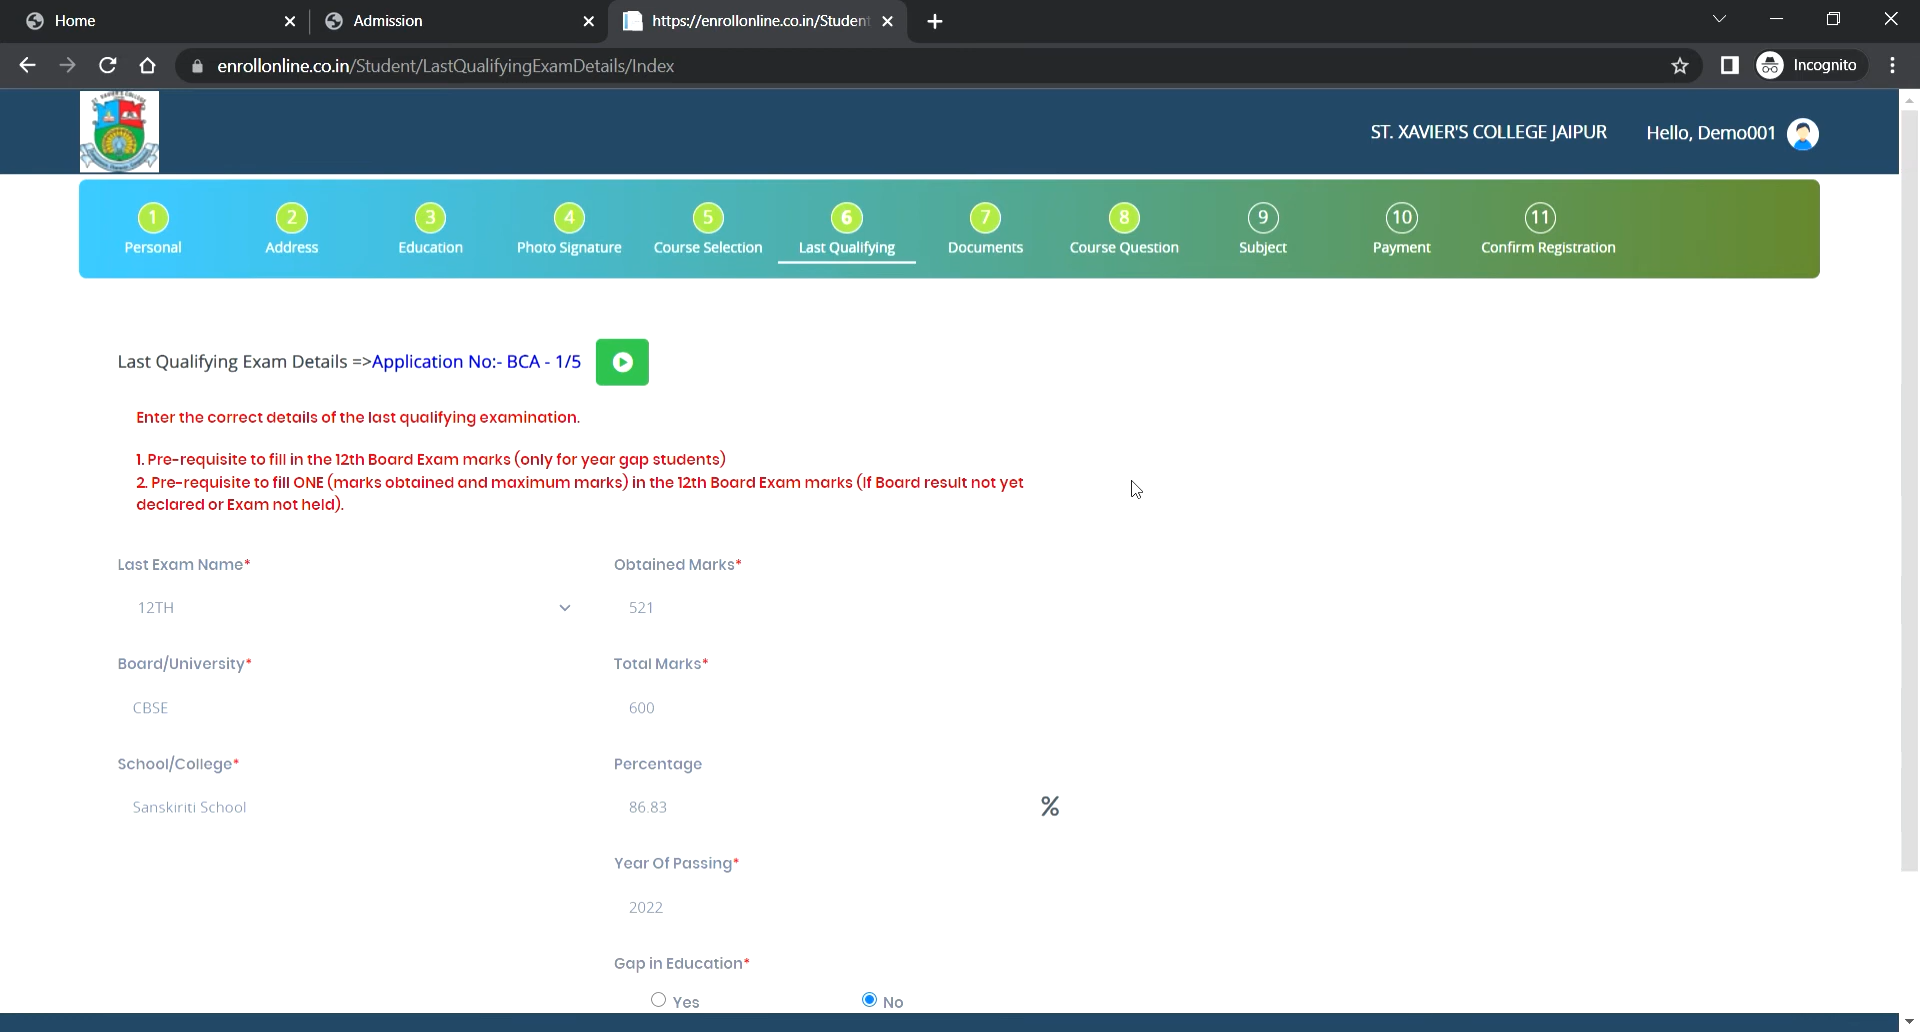 Home
Admission
https://enrollonline.co.in/Student
enrollonline.co.in/Student/LastQualifyingExamDetails/Index
Incognito
ST. XAVIER'S COLLEGE JAIPUR
Hello, Demo001
1 2 3 4 5 6 7 8 9 10 11
Personal Address Education Photo Signature Course Selection Last Qualifying Documents Course Question Subject Payment Confirm Registration
Last Qualifying Exam Details =>Application No:- BCA - 1/5
Enter the correct details of the last qualifying examination.
1. Pre-requisite to fill in the 12th Board Exam marks (only for year gap students)
2. Pre-requisite to fill ONE (marks obtained and maximum marks) in the 12th Board Exam marks (If Board result not yet
declared or Exam not held).
Last Exam Name* Obtained Marks*
12TH 521
Board/University* Total Marks*
CBSE 600
School/College* Percentage
Sanskiriti School 86.83 %
Year Of Passing*
2022
Gap in Education*
Yes No